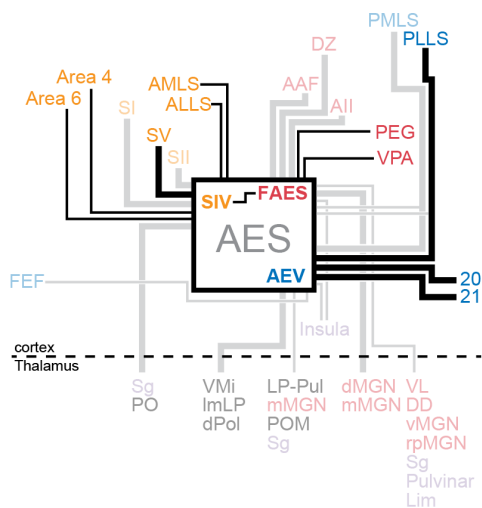 PMLS
PLLS
DZ
Area 4
Area 6
AMLS
ALLS
AAF
AII
SI
SV
SII
PEG
VPA
SIV
FAES
AES
AEV
FEF
20
21
Insula
cortex
Thalamus
Sg
PO
VMi
lmLP
dPol
LP-Pul
mMGN
POM
Sg
dMGN
mMGN
VL
DD
vMGN
rpMGN
Sg
Pulvinar
Lim